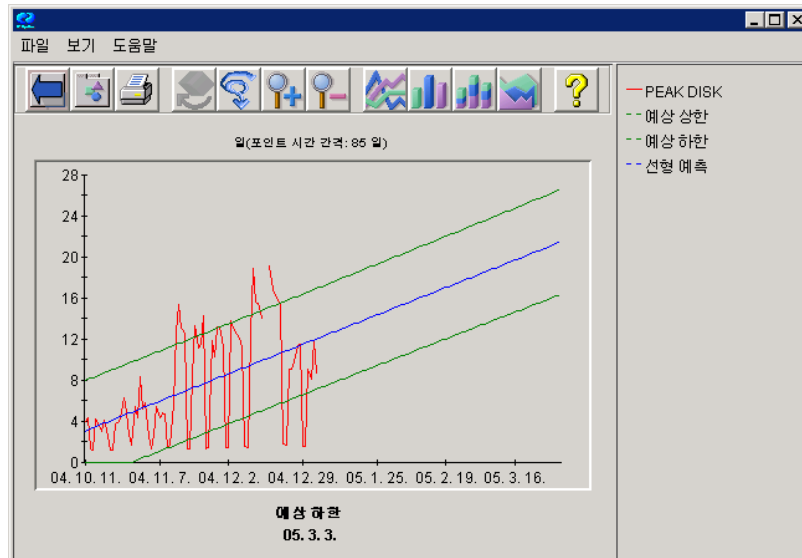 파일 보기 도움말
일(포인트 시간 간격: 85 일)
28
24
20
16
12
8
4
0
04. 10. 11. 04. 11. 7. 04. 12. 2. 04. 12. 29. 05. 1. 25. 05. 2. 19. 05. 3. 16.
예상 하한
05. 3. 3.
PEAK DISK
예상 상한
예상 하한
선형 예측